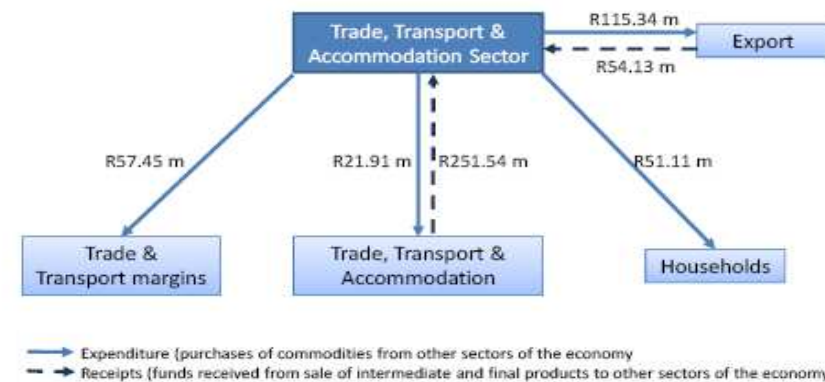 Trade, Transport &
Accommodation Sector
R115.34 m
Export
R54.13 m
R57.45 m
R21.91 m
R251.54 m
R51.11 m
Trade &
Transport margins
Trade, Transport &
Accommodation
Households
Expenditure (purchases of commodities from other sectors of the economy
Receipts (funds received from sale of intermediate and final products to other sectors of the economy